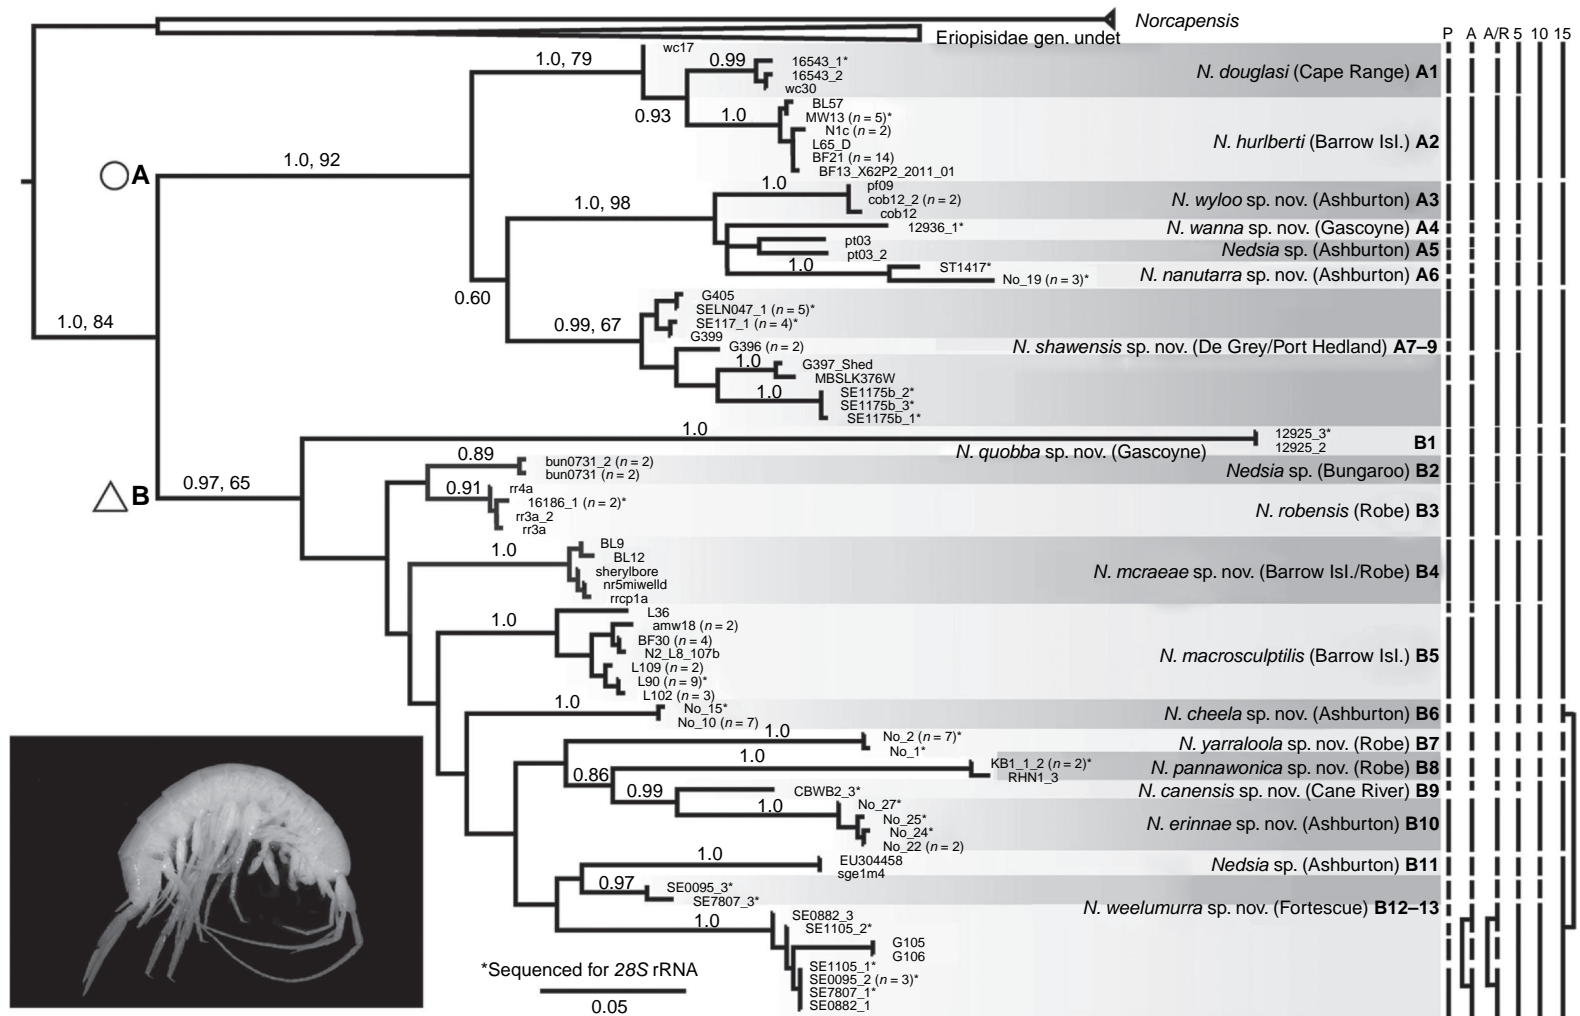 Norcapensis
Eriopisidae gen. undet
P A A/R 5 10 15
wc17
1.0, 79
0.99
16543_1*
16543_2
wc30
N. douglasi (Cape Range) A1
0.93
1.0
BL57
MW13 (n = 5)*
N1c (n = 2)
L65_D
BF21 (n = 14)
BF13_X62P2_2011_01
N. hurlberti (Barrow Isl.) A2
A
1.0, 92
1.0
pf09
cob12_2 (n = 2)
cob12
N. wyloo sp. nov. (Ashburton) A3
1.0, 98
12936_1*
N. wanna sp. nov. (Gascoyne) A4
pt03
pt03_2
Nedsia sp. (Ashburton) A5
1.0
ST1417*
No_19 (n = 3)*
N. nanutarra sp. nov. (Ashburton) A6
0.60
1.0, 84
0.99, 67
G405
SELN047_1 (n = 5)*
SE117_1 (n = 4)*
G399
G396 (n = 2)
N. shawensis sp. nov. (De Grey/Port Hedland) A7–9
1.0
G397_Shed
MBSLK376W
1.0
SE1175b_2*
SE1175b_3*
SE1175b_1*
1.0
12925_3*
12925_2
B1
N. quobba sp. nov. (Gascoyne)
B
0.97, 65
0.89
bun0731_2 (n = 2)
bun0731 (n = 2)
Nedsia sp. (Bungaroo) B2
0.91
rr4a
16186_1 (n = 2)*
rr3a_2
rr3a
N. robensis (Robe) B3
1.0
BL9
BL12
sherylbore
nr5miwelld
rrcp1a
N. mcraeae sp. nov. (Barrow Isl./Robe) B4
1.0
L36
amw18 (n = 2)
BF30 (n = 4)
N2_L8_107b
L109 (n = 2)
L90 (n = 9)*
L102 (n = 3)
N. macrosculptilis (Barrow Isl.) B5
1.0
No_15*
No_10 (n = 7)
N. cheela sp. nov. (Ashburton) B6
1.0
No_2 (n = 7)*
No_1*
N. yarraloola sp. nov. (Robe) B7
1.0
KB1_1_2 (n = 2)*
RHN1_3
N. pannawonica sp. nov. (Robe) B8
0.86
0.99
CBWB2_3*
N. canensis sp. nov. (Cane River) B9
1.0
No_27*
No_25*
No_24*
No_22 (n = 2)
N. erinnae sp. nov. (Ashburton) B10
1.0
EU304458
sge1m4
Nedsia sp. (Ashburton) B11
0.97
SE0095_3*
SE7807_3*
N. weelumurra sp. nov. (Fortescue) B12–13
1.0
SE0882_3
SE1105_2*
G105
G106
SE1105_1*
SE0095_2 (n = 3)*
SE7807_1*
SE0882_1
*Sequenced for 28S rRNA
0.05